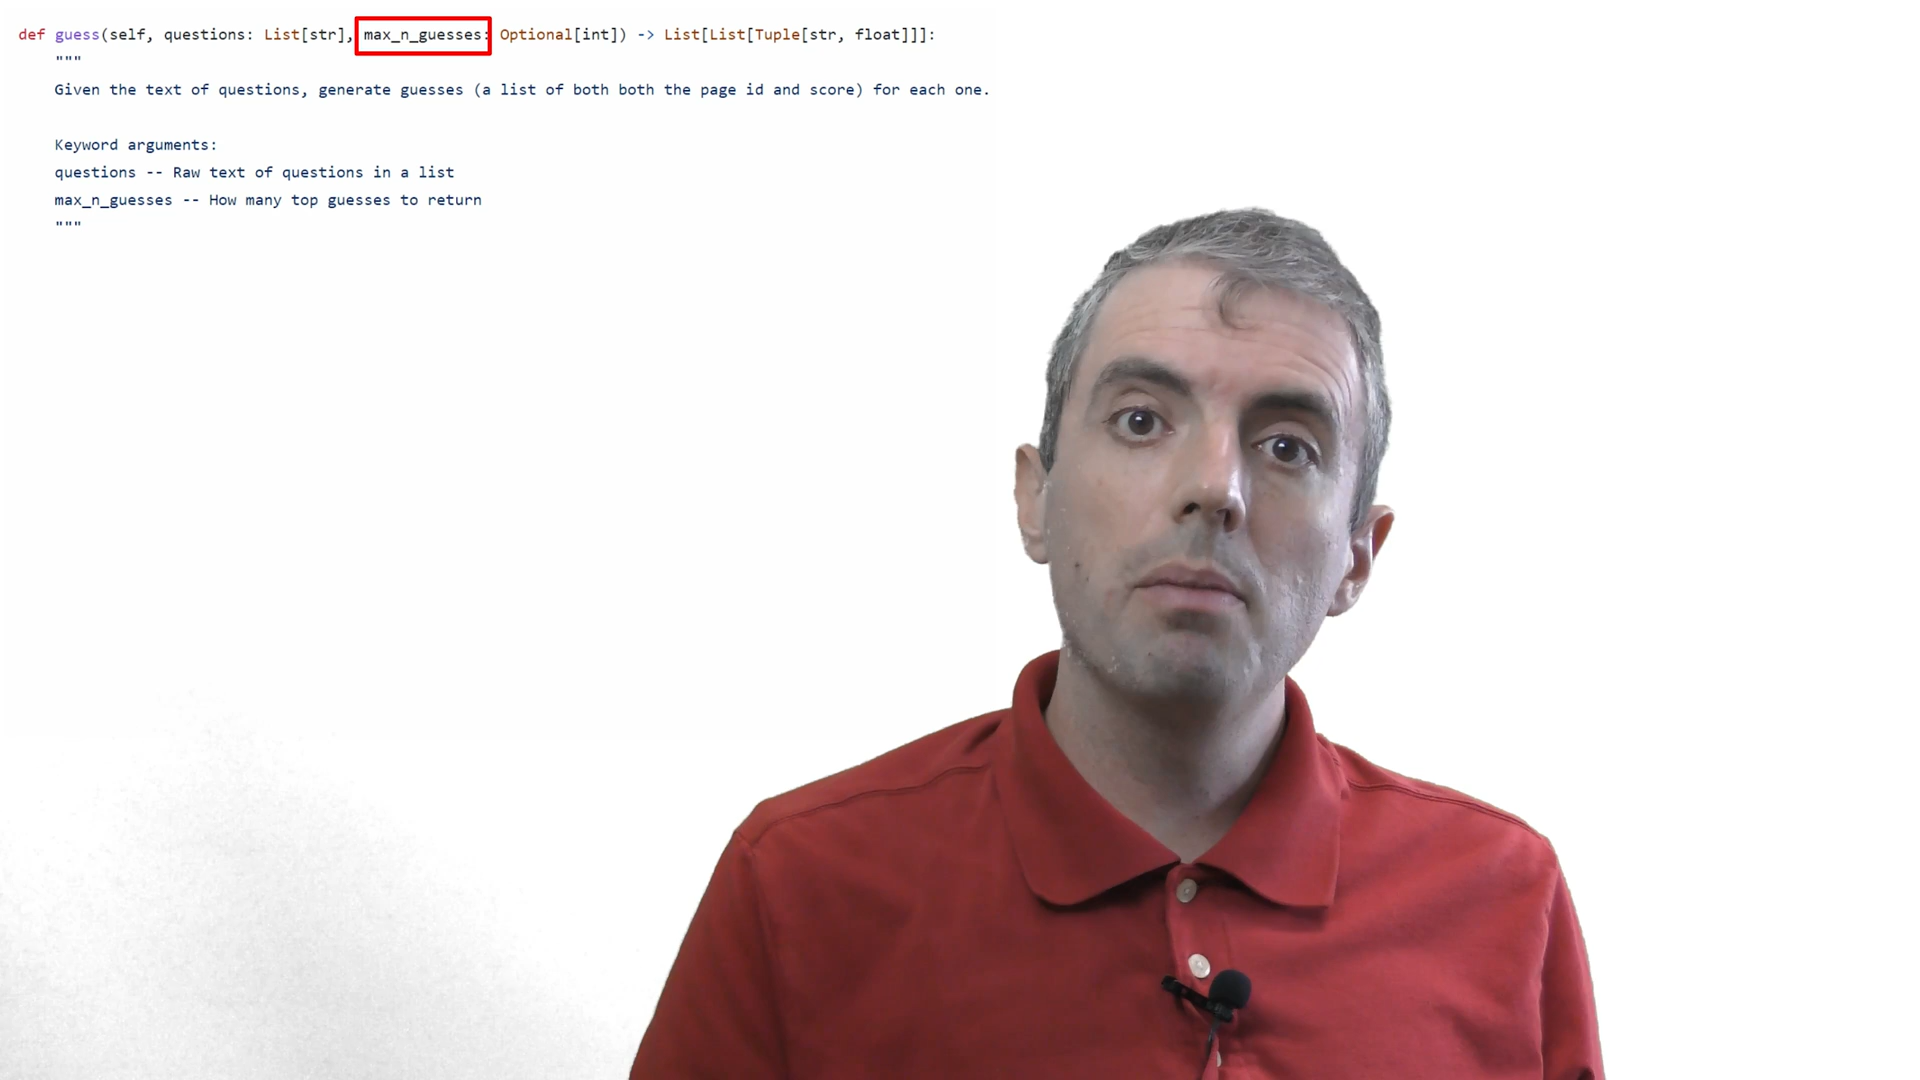 def guess(self, questions: List[str], max_n_guesses: Optional[int]) -> List[List[Tuple[str, float]]]:
"""
Given the text of questions, generate guesses (a list of both both the page id and score) for each one.
Keyword arguments:
questions -- Raw text of questions in a list
max_n_guesses -- How many top guesses to return
"""